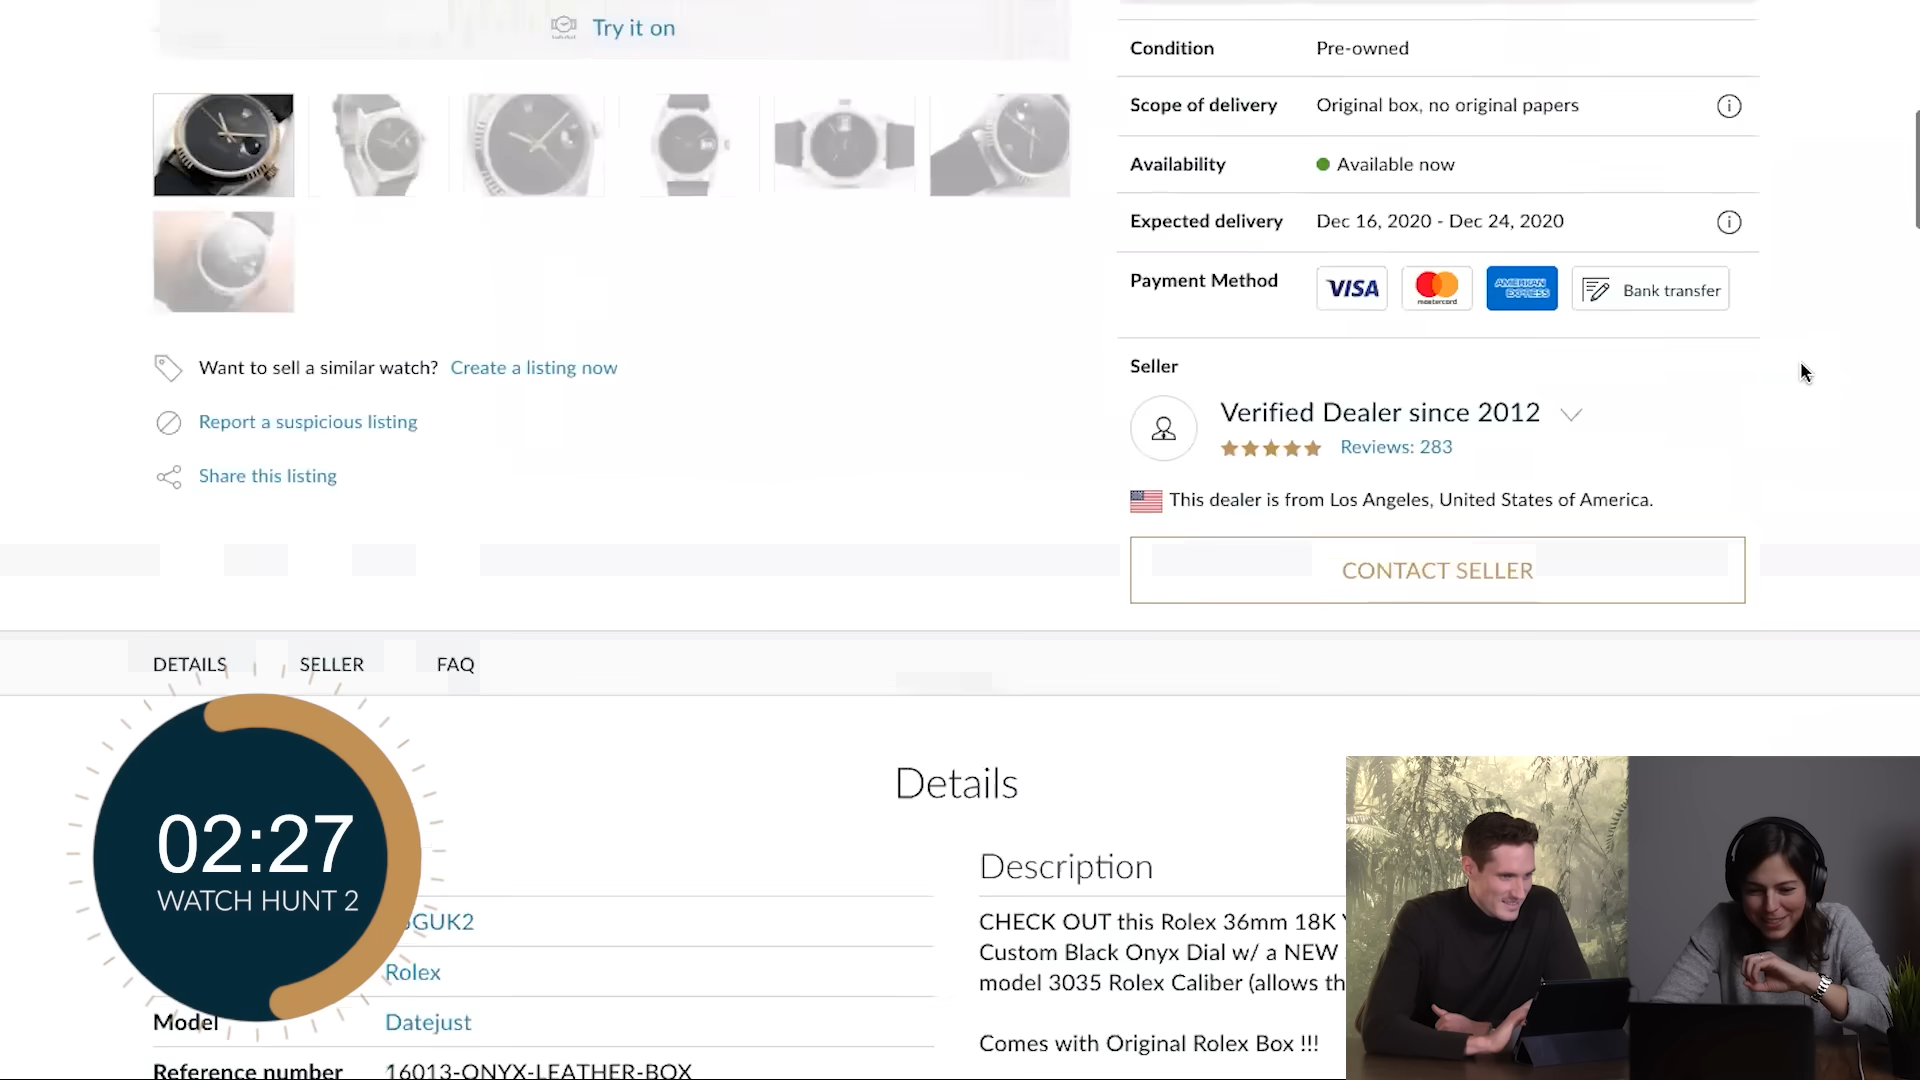 Try it on
Want to sell a similar watch? Create a listing now
Report a suspicious listing
Share this listing
Condition Pre-owned
Scope of delivery Original box, no original papers
Availability Available now
Expected delivery Dec 16, 2020 - Dec 24, 2020
Payment Method VISA mastercard AMERICAN EXPRESS Bank transfer
Seller
Verified Dealer since 2012
Reviews: 283
This dealer is from Los Angeles, United States of America.
CONTACT SELLER
DETAILS SELLER FAQ
Details
02:27
WATCH HUNT 2
GUK2
Rolex
Model Datejust
Reference number 16013-ONYX-LEATHER-BOX
Description
CHECK OUT this Rolex 36mm 18K
Custom Black Onyx Dial w/ a NEW
model 3035 Rolex Caliber (allows th
Comes with Original Rolex Box !!!